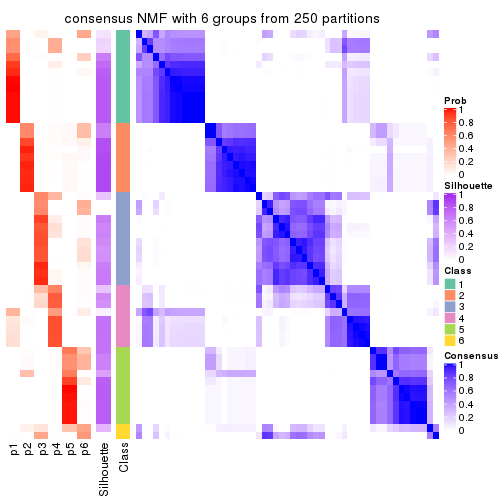 consensus NMF with 6 groups from 250 partitions
Prob
1
0.8
0.6
0.4
0.2
0
Silhouette
1
0.8
0.6
0.4
0.2
0
Class
1
2
3
4
5
6
Consensus
1
0.8
0.6
0.4
0.2
0
p1
p2
p3
p4
p5
p6
Silhouette
Class